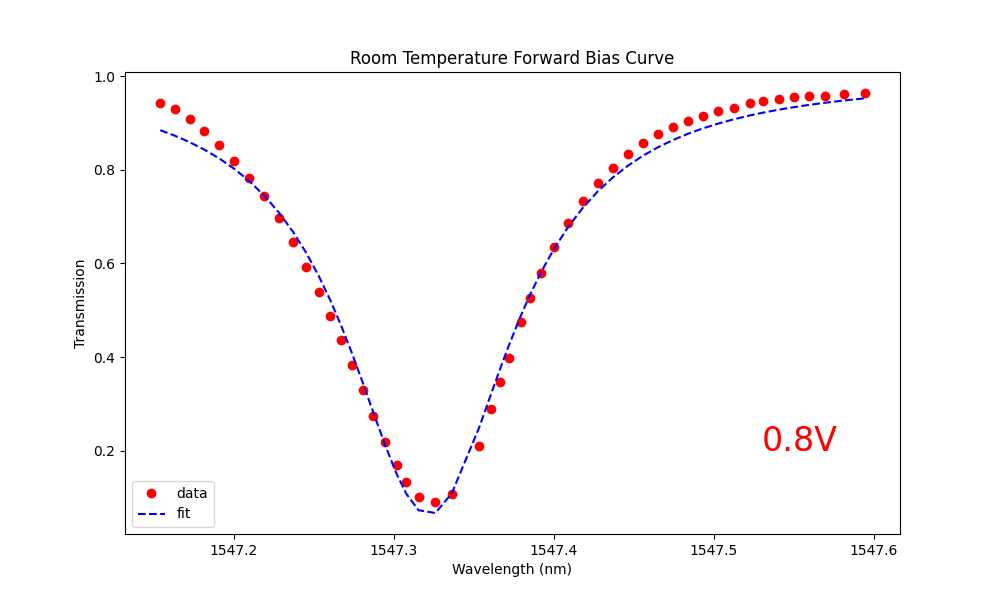 Room Temperature Forward Bias Curve
1.0
0.8
0.6
0.4
0.2
Transmission
0.8V
data
fit
1547.2 1547.3 1547.4 1547.5 1547.6
Wavelength (nm)